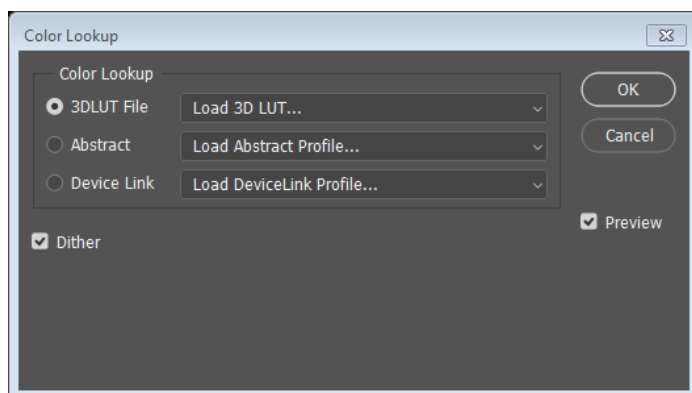 Color Lookup
Color Lookup
3DLUT File Load 3D LUT...
Abstract Load Abstract Profile...
Device Link Load DeviceLink Profile...
Dither
OK
Cancel
Preview